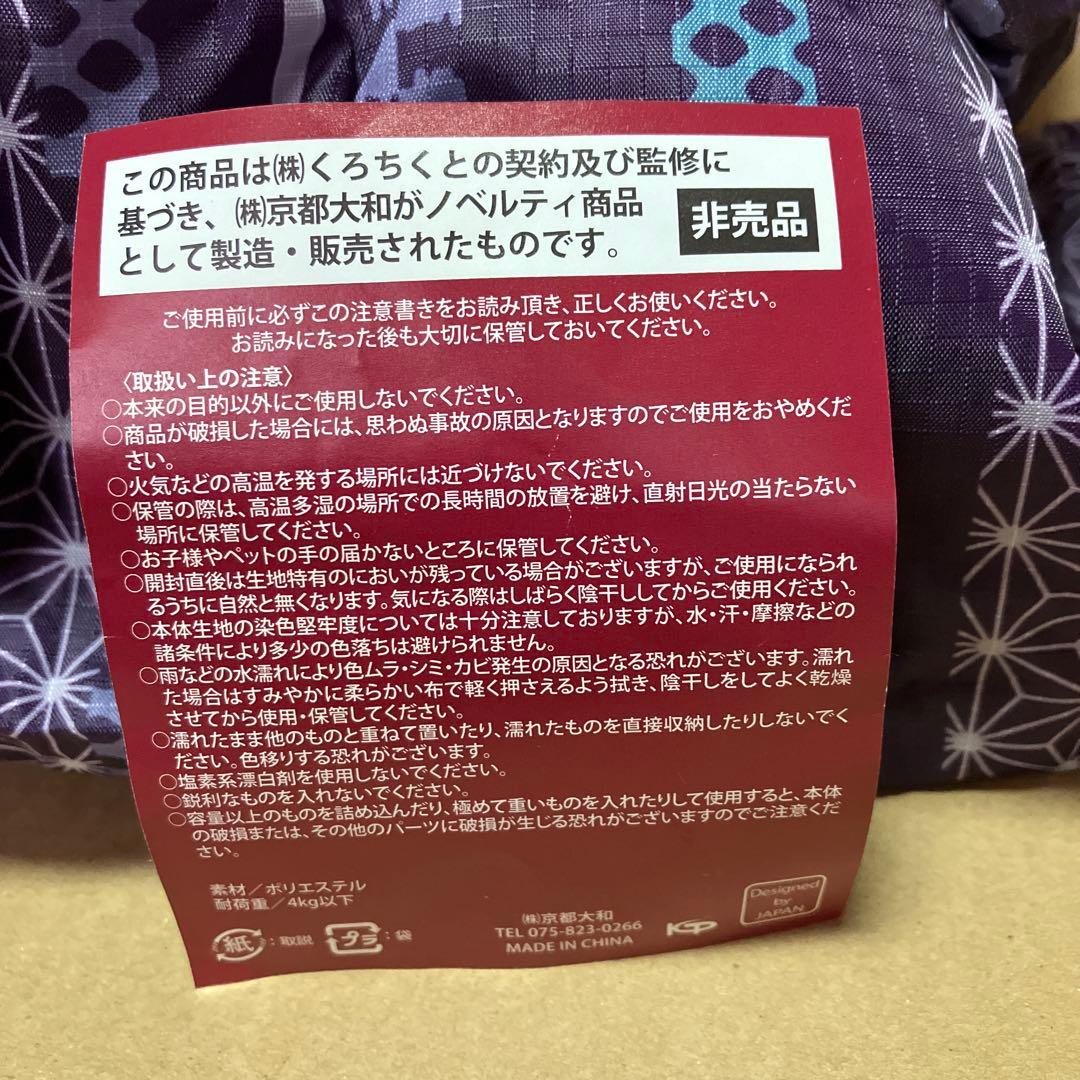 この商品は㈱くろちくとの契約及び監修に
基づき、㈱京都大和がノベルティ商品
として製造・販売されたものです。
非売品
ご使用前に必ずこの注意書きをお読み頂き、正しくお使いください。
お読みになった後も大切に保管しておいてください。
〈取扱い上の注意〉
○本来の目的以外にご使用しないでください。
○商品が破損した場合には、思わぬ事故の原因となりますのでご使用をおやめくだ
さい。
○火気などの高温を発する場所には近づけないでください。
○保管の際は、高温多湿の場所での長時間の放置を避け、直射日光の当たらない
場所に保管してください。
○お子様やペットの手の届かないところに保管してください。
○開封直後は生地特有のにおいが残っている場合がございますが、ご使用になられ
るうちに自然と無くなります。気になる際はしばらく陰干ししてからご使用ください。
○本体生地の染色堅牢度については十分注意しておりますが、水・汗・摩擦などの
諸条件により多少の色落ちは避けられません。
○雨などの水濡れにより色ムラ・シミ・カビ発生の原因となる恐れがございます。濡れ
た場合はすみやかに柔らかい布で軽く押さえるよう拭き、陰干しをしてよく乾燥
させてから使用・保管してください。
○濡れたまま他のものと重ねて置いたり、濡れたものを直接収納したりしないでく
ださい。色移りする恐れがございます。
○塩素系漂白剤を使用しないでください。
○鋭利なものを入れないでください。
○容量以上のものを詰め込んだり、極めて重いものを入れたりして使用すると、本体
の破損または、その他のパーツに破損が生じる恐れがございますのでご注意くだ
さい。
素材／ポリエステル
耐荷重／4kg以下
紙：取説 プラ：袋
㈱京都大和
TEL 075-823-0266
MADE IN CHINA
Designed
by
JAPAN